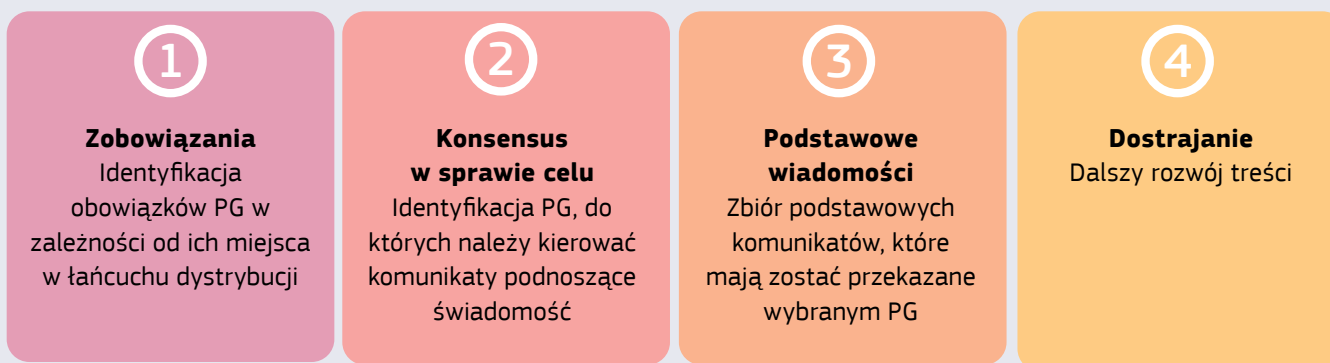 1
Zobowiązania
Identyfikacja
obowiązków PG w
zależności od ich miejsca
w łańcuchu dystrybucji
2
Konsensus
w sprawie celu
Identyfikacja PG, do
których należy kierować
komunikaty podnoszące
świadomość
3
Podstawowe
wiadomości
Zbiór podstawowych
komunikatów, które
mają zostać przekazane
wybranym PG
4
Dostrajanie
Dalszy rozwój treści